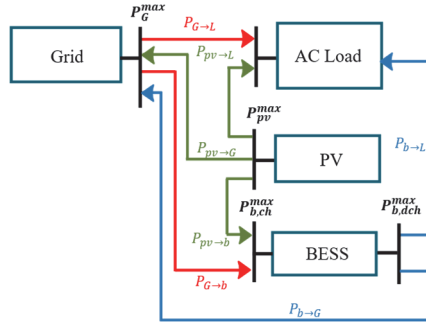 P_G^max
P_G→L
Grid
P_pv→L
AC Load
P_pv^max
P_b→L
P_pv→G
PV
P_b,ch^max
P_b,dch^max
P_pv→b
BESS
P_G→b
P_b→G